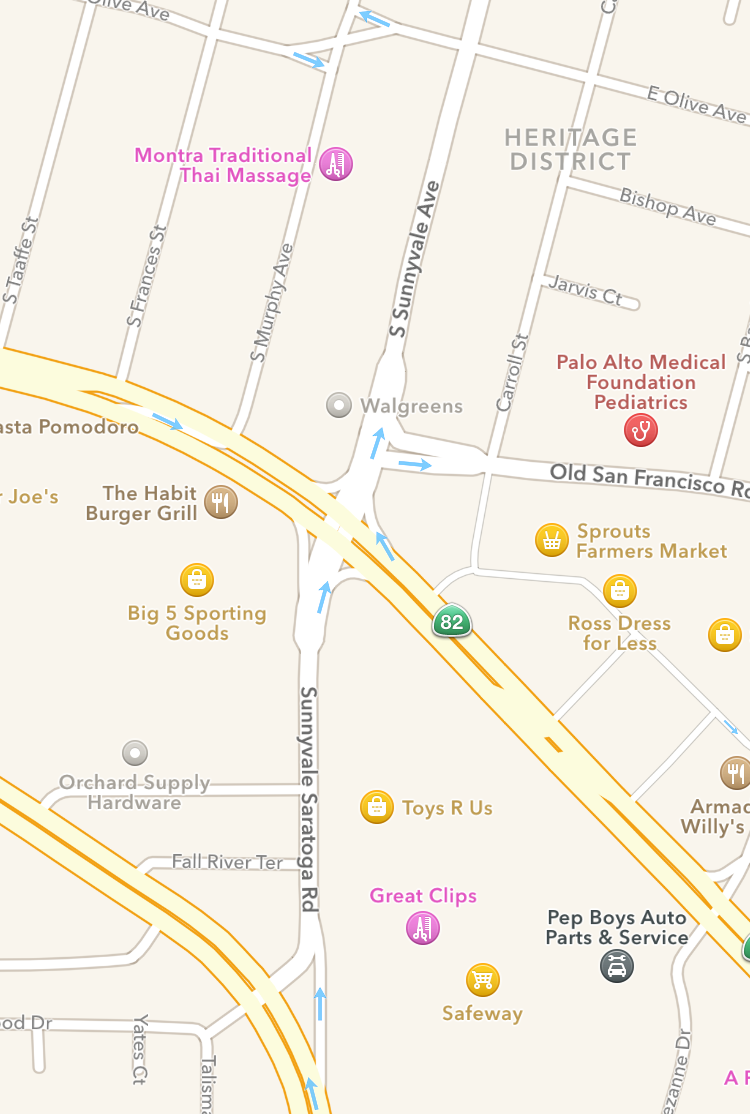 Olive Ave
E Olive Ave
HERITAGE
DISTRICT
Montra Traditional
Thai Massage
Bishop Ave
S Sunnyvale Ave
S Taaffe St
S Frances St
S Murphy Ave
Jarvis Ct
Carroll St
Palo Alto Medical
Foundation
Pediatrics
Walgreens
asta Pomodoro
Old San Francisco Rd
r Joe's
The Habit
Burger Grill
Sprouts
Farmers Market
Big 5 Sporting
Goods
Ross Dress
for Less
82
Sunnyvale Saratoga Rd
Orchard Supply
Hardware
Toys R Us
Armad
Willy's
Fall River Ter
Great Clips
Pep Boys Auto
Parts & Service
Safeway
ood Dr
Yates Ct
Talisma
ezanne Dr